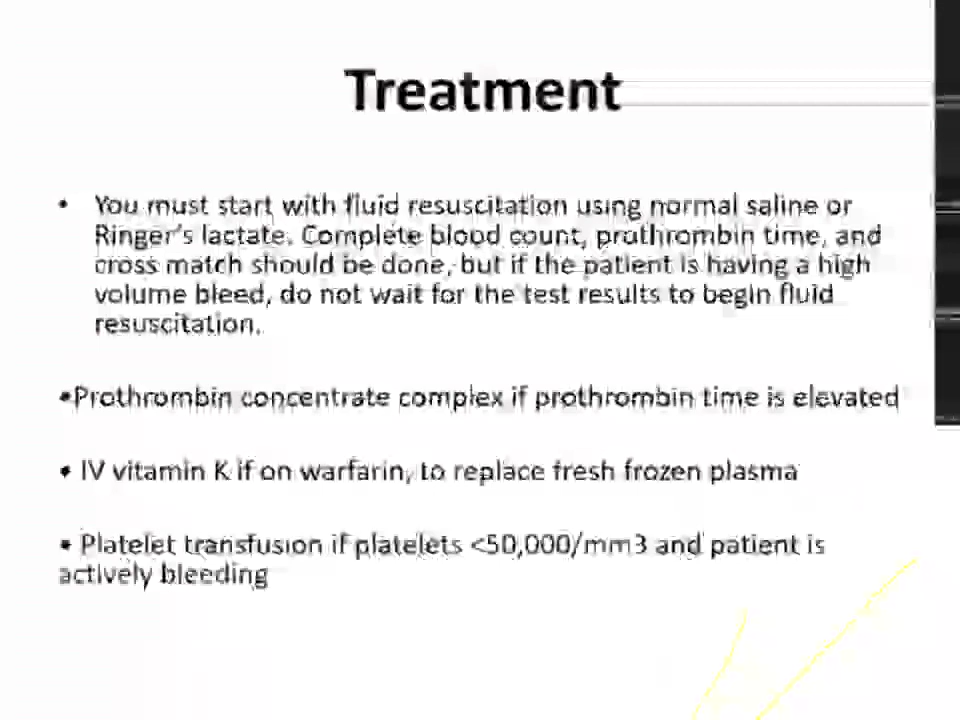 Treatment
• You must start with fluid resuscitation using normal saline or
Ringer's lactate. Complete blood count, prothrombin time, and
cross match should be done, but if the patient is having a high
volume bleed, do not wait for the test results to begin fluid
resuscitation.
•Prothrombin concentrate complex if prothrombin time is elevated
• IV vitamin K if on warfarin, to replace fresh frozen plasma
• Platelet transfusion if platelets <50,000/mm3 and patient is
actively bleeding